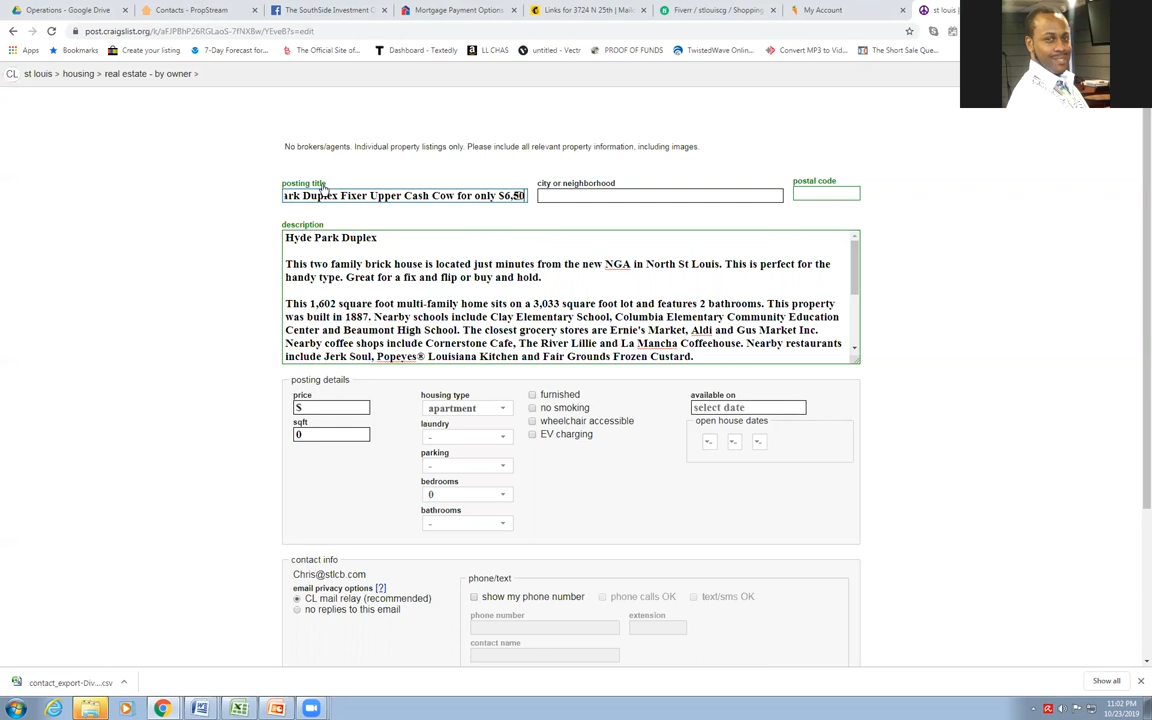 Operations - Google Drive
Contacts - PropStream
The SouthSide Investment C
Mortgage Payment Options
Links for 3724 N 25th | Mail
Fiverr / stlouiscg / Shopping
My Account
st louis
post.craigslist.org/k/aFJPBhP26RGLaOS-7fNXBw/YEveB?s=edit
Apps
Bookmarks
Create your listing
7-Day Forecast for...
The Official Site of...
Dashboard - Textedly
LL CHAS
untitled - Vectr
PROOF OF FUNDS
TwistedWave Onlin...
Convert MP3 to Vid...
The Short Sale Que...
CL
st louis > housing > real estate - by owner >
No brokers/agents. Individual property listings only. Please include all relevant property information, including images.
posting title
city or neighborhood
postal code
ark Duplex Fixer Upper Cash Cow for only $6,50
description
Hyde Park Duplex
This two family brick house is located just minutes from the new NGA in North St Louis. This is perfect for the
handy type. Great for a fix and flip or buy and hold.
This 1,602 square foot multi-family home sits on a 3,033 square foot lot and features 2 bathrooms. This property
was built in 1887. Nearby schools include Clay Elementary School, Columbia Elementary Community Education
Center and Beaumont High School. The closest grocery stores are Ernie's Market, Aldi and Gus Market Inc.
Nearby coffee shops include Cornerstone Cafe, The River Lillie and La Mancha Coffeehouse. Nearby restaurants
include Jerk Soul, Popeyes® Louisiana Kitchen and Fair Grounds Frozen Custard.
posting details
price
$
sqft
0
housing type
apartment
laundry
-
parking
-
bedrooms
0
bathrooms
-
furnished
no smoking
wheelchair accessible
EV charging
available on
select date
open house dates
contact info
Chris@stlcb.com
email privacy options [?]
CL mail relay (recommended)
no replies to this email
phone/text
show my phone number
phone calls OK
text/sms OK
phone number
extension
contact name
contact_export-Div....csv
Show all
11:02 PM
10/23/2019